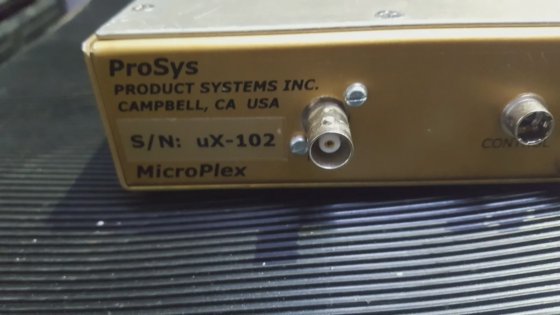 ProSys
PRODUCT SYSTEMS INC.
CAMPBELL, CA USA
S/N: uX-102
MicroPlex
CONTROL